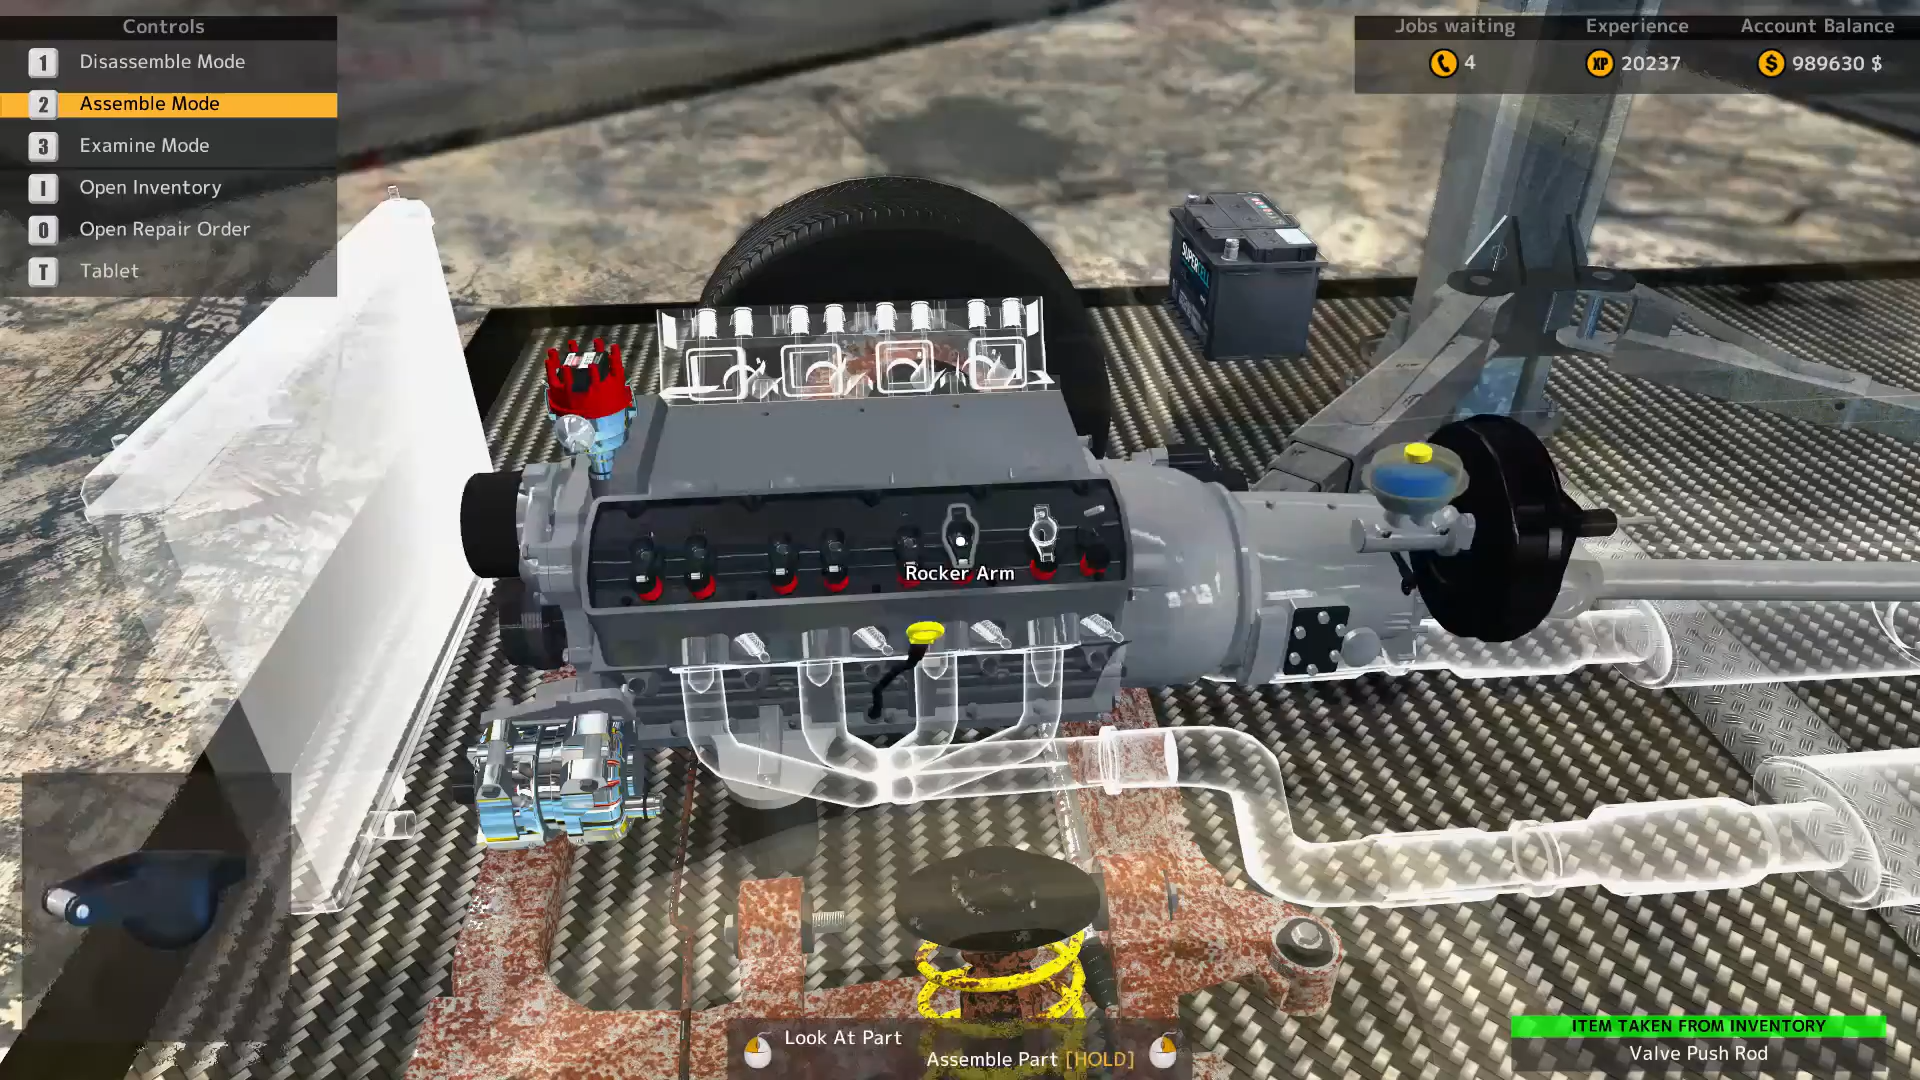 Controls
1 Disassemble Mode
2 Assemble Mode
3 Examine Mode
I Open Inventory
O Open Repair Order
T Tablet
Jobs waiting
4
Experience
XP 20237
Account Balance
$ 989630 $
SUPERCELL
Rocker Arm
Look At Part
Assemble Part [HOLD]
ITEM TAKEN FROM INVENTORY
Valve Push Rod